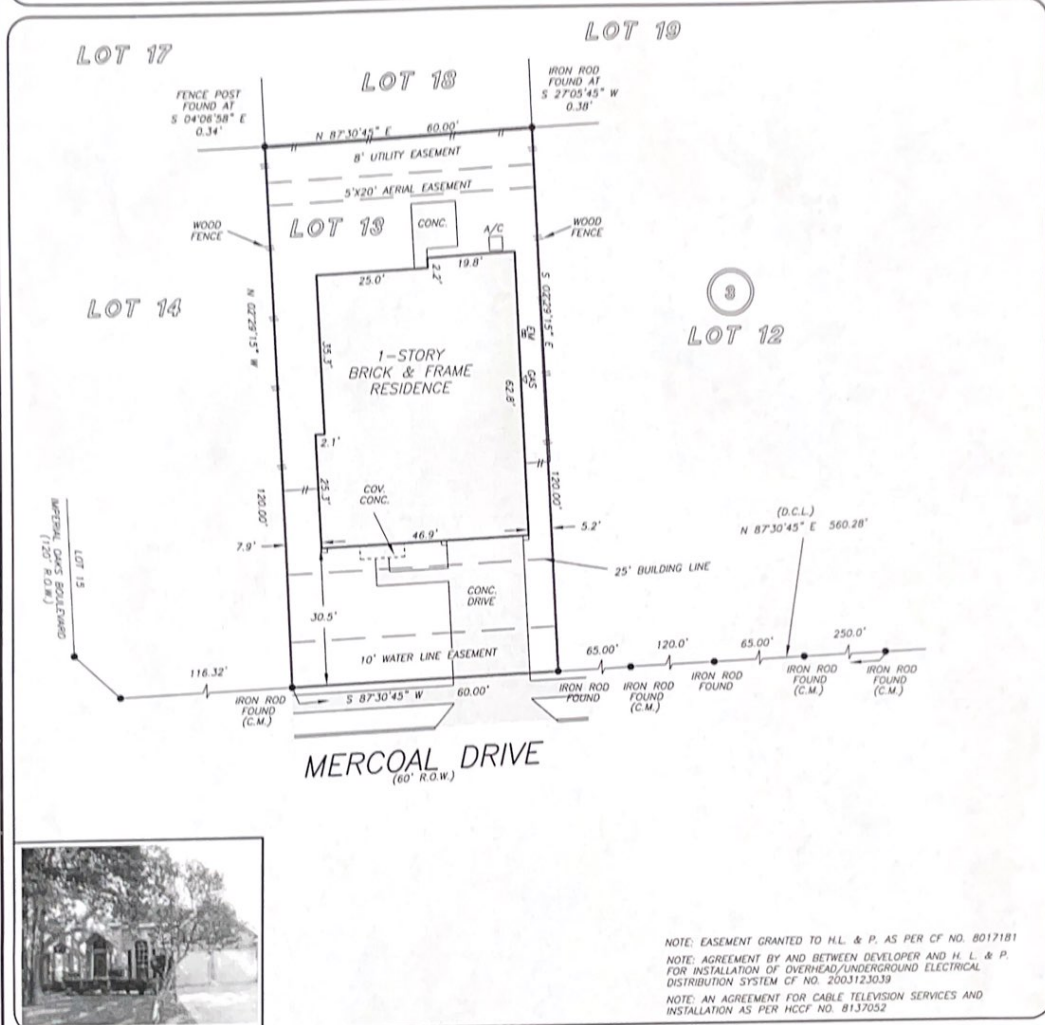 LOT 17
LOT 18
LOT 19
FENCE POST
FOUND AT
S 04°06'58" E
0.34'
IRON ROD
FOUND AT
S 27°05'45" W
0.38'
N 87°30'45" E 60.00'
8' UTILITY EASEMENT
5'X20' AERIAL EASEMENT
WOOD
FENCE
LOT 13
CONC.
A/C
WOOD
FENCE
25.0'
2.2'
19.8'
LOT 14
N 02°29'15" W
S 02°29'15" E
3
LOT 12
35.3'
1-STORY
BRICK & FRAME
RESIDENCE
EM
GAS
62.8'
2.1'
25.3'
COV.
CONC.
120.00'
120.00'
7.9'
46.9'
5.2'
(D.C.L.)
N 87°30'45" E 560.28'
LOT 15
IMPERIAL OAKS BOULEVARD
(120' R.O.W.)
25' BUILDING LINE
CONC.
DRIVE
30.5'
10' WATER LINE EASEMENT
116.32'
65.00'
120.0'
65.00'
250.0'
IRON ROD
FOUND
(C.M.)
S 87°30'45" W 60.00'
IRON ROD
FOUND
IRON ROD
FOUND
(C.M.)
IRON ROD
FOUND
IRON ROD
FOUND
(C.M.)
IRON ROD
FOUND
(C.M.)
MERCOAL DRIVE
(60' R.O.W.)
NOTE: EASEMENT GRANTED TO H.L. & P. AS PER CF NO. 8017181
NOTE: AGREEMENT BY AND BETWEEN DEVELOPER AND H. L. & P.
FOR INSTALLATION OF OVERHEAD/UNDERGROUND ELECTRICAL
DISTRIBUTION SYSTEM CF NO. 2003123039
NOTE: AN AGREEMENT FOR CABLE TELEVISION SERVICES AND
INSTALLATION AS PER HCCF NO. 8137052